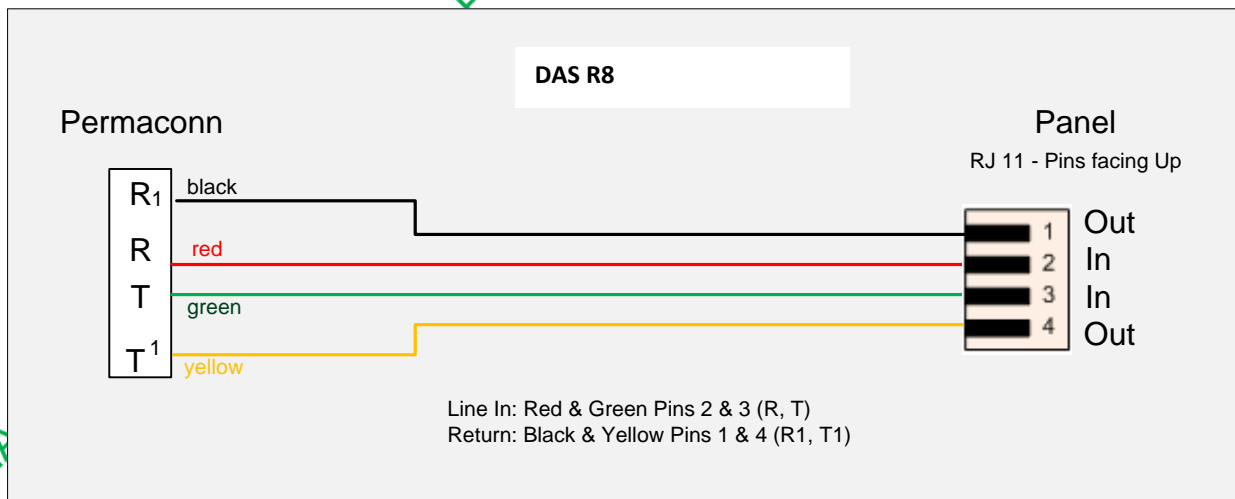 DAS R8
Permaconn
Panel
RJ 11 - Pins facing Up
R1 black
R red
T green
T1 yellow
1 Out
2 In
3 In
4 Out
Line In: Red & Green Pins 2 & 3 (R, T)
Return: Black & Yellow Pins 1 & 4 (R1, T1)